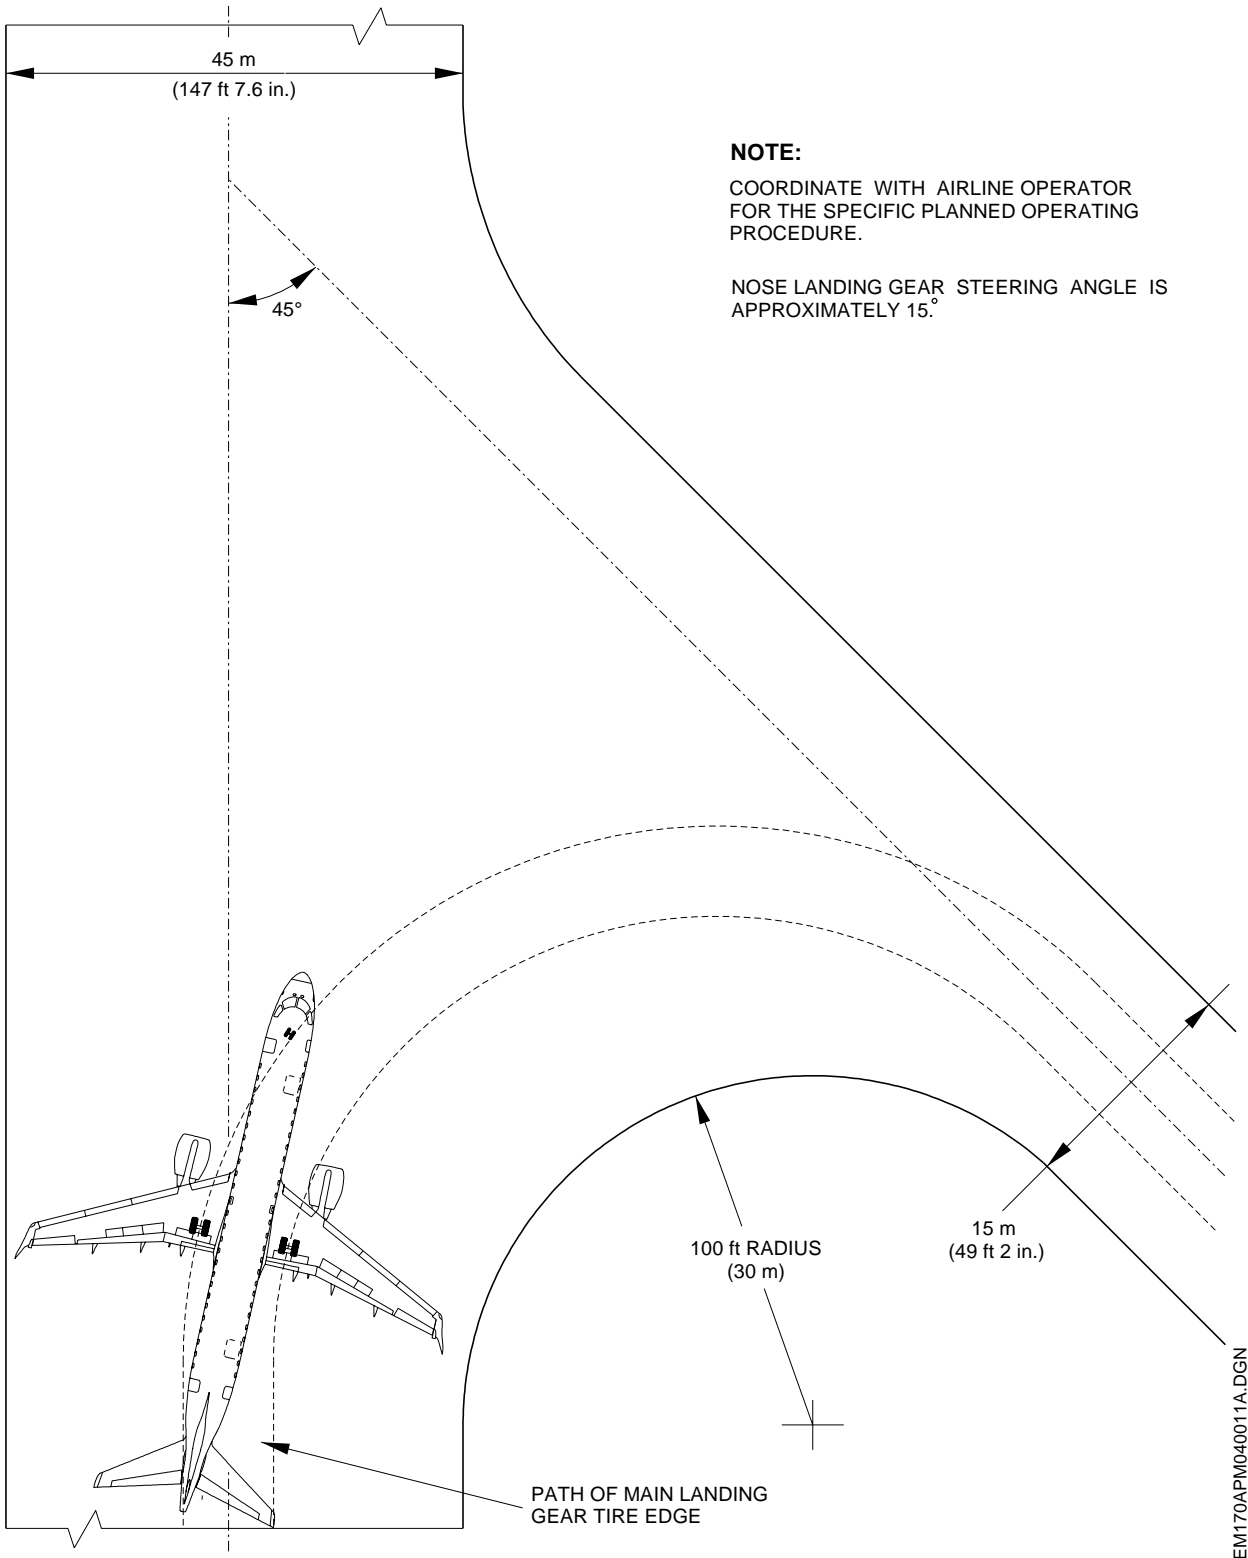 45 m
(147 ft 7.6 in.)
NOTE:
COORDINATE WITH AIRLINE OPERATOR
FOR THE SPECIFIC PLANNED OPERATING
PROCEDURE.
NOSE LANDING GEAR STEERING ANGLE IS
APPROXIMATELY 15.°
45°
100 ft RADIUS
(30 m)
15 m
(49 ft 2 in.)
PATH OF MAIN LANDING
GEAR TIRE EDGE
EM170APM040011A.DGN